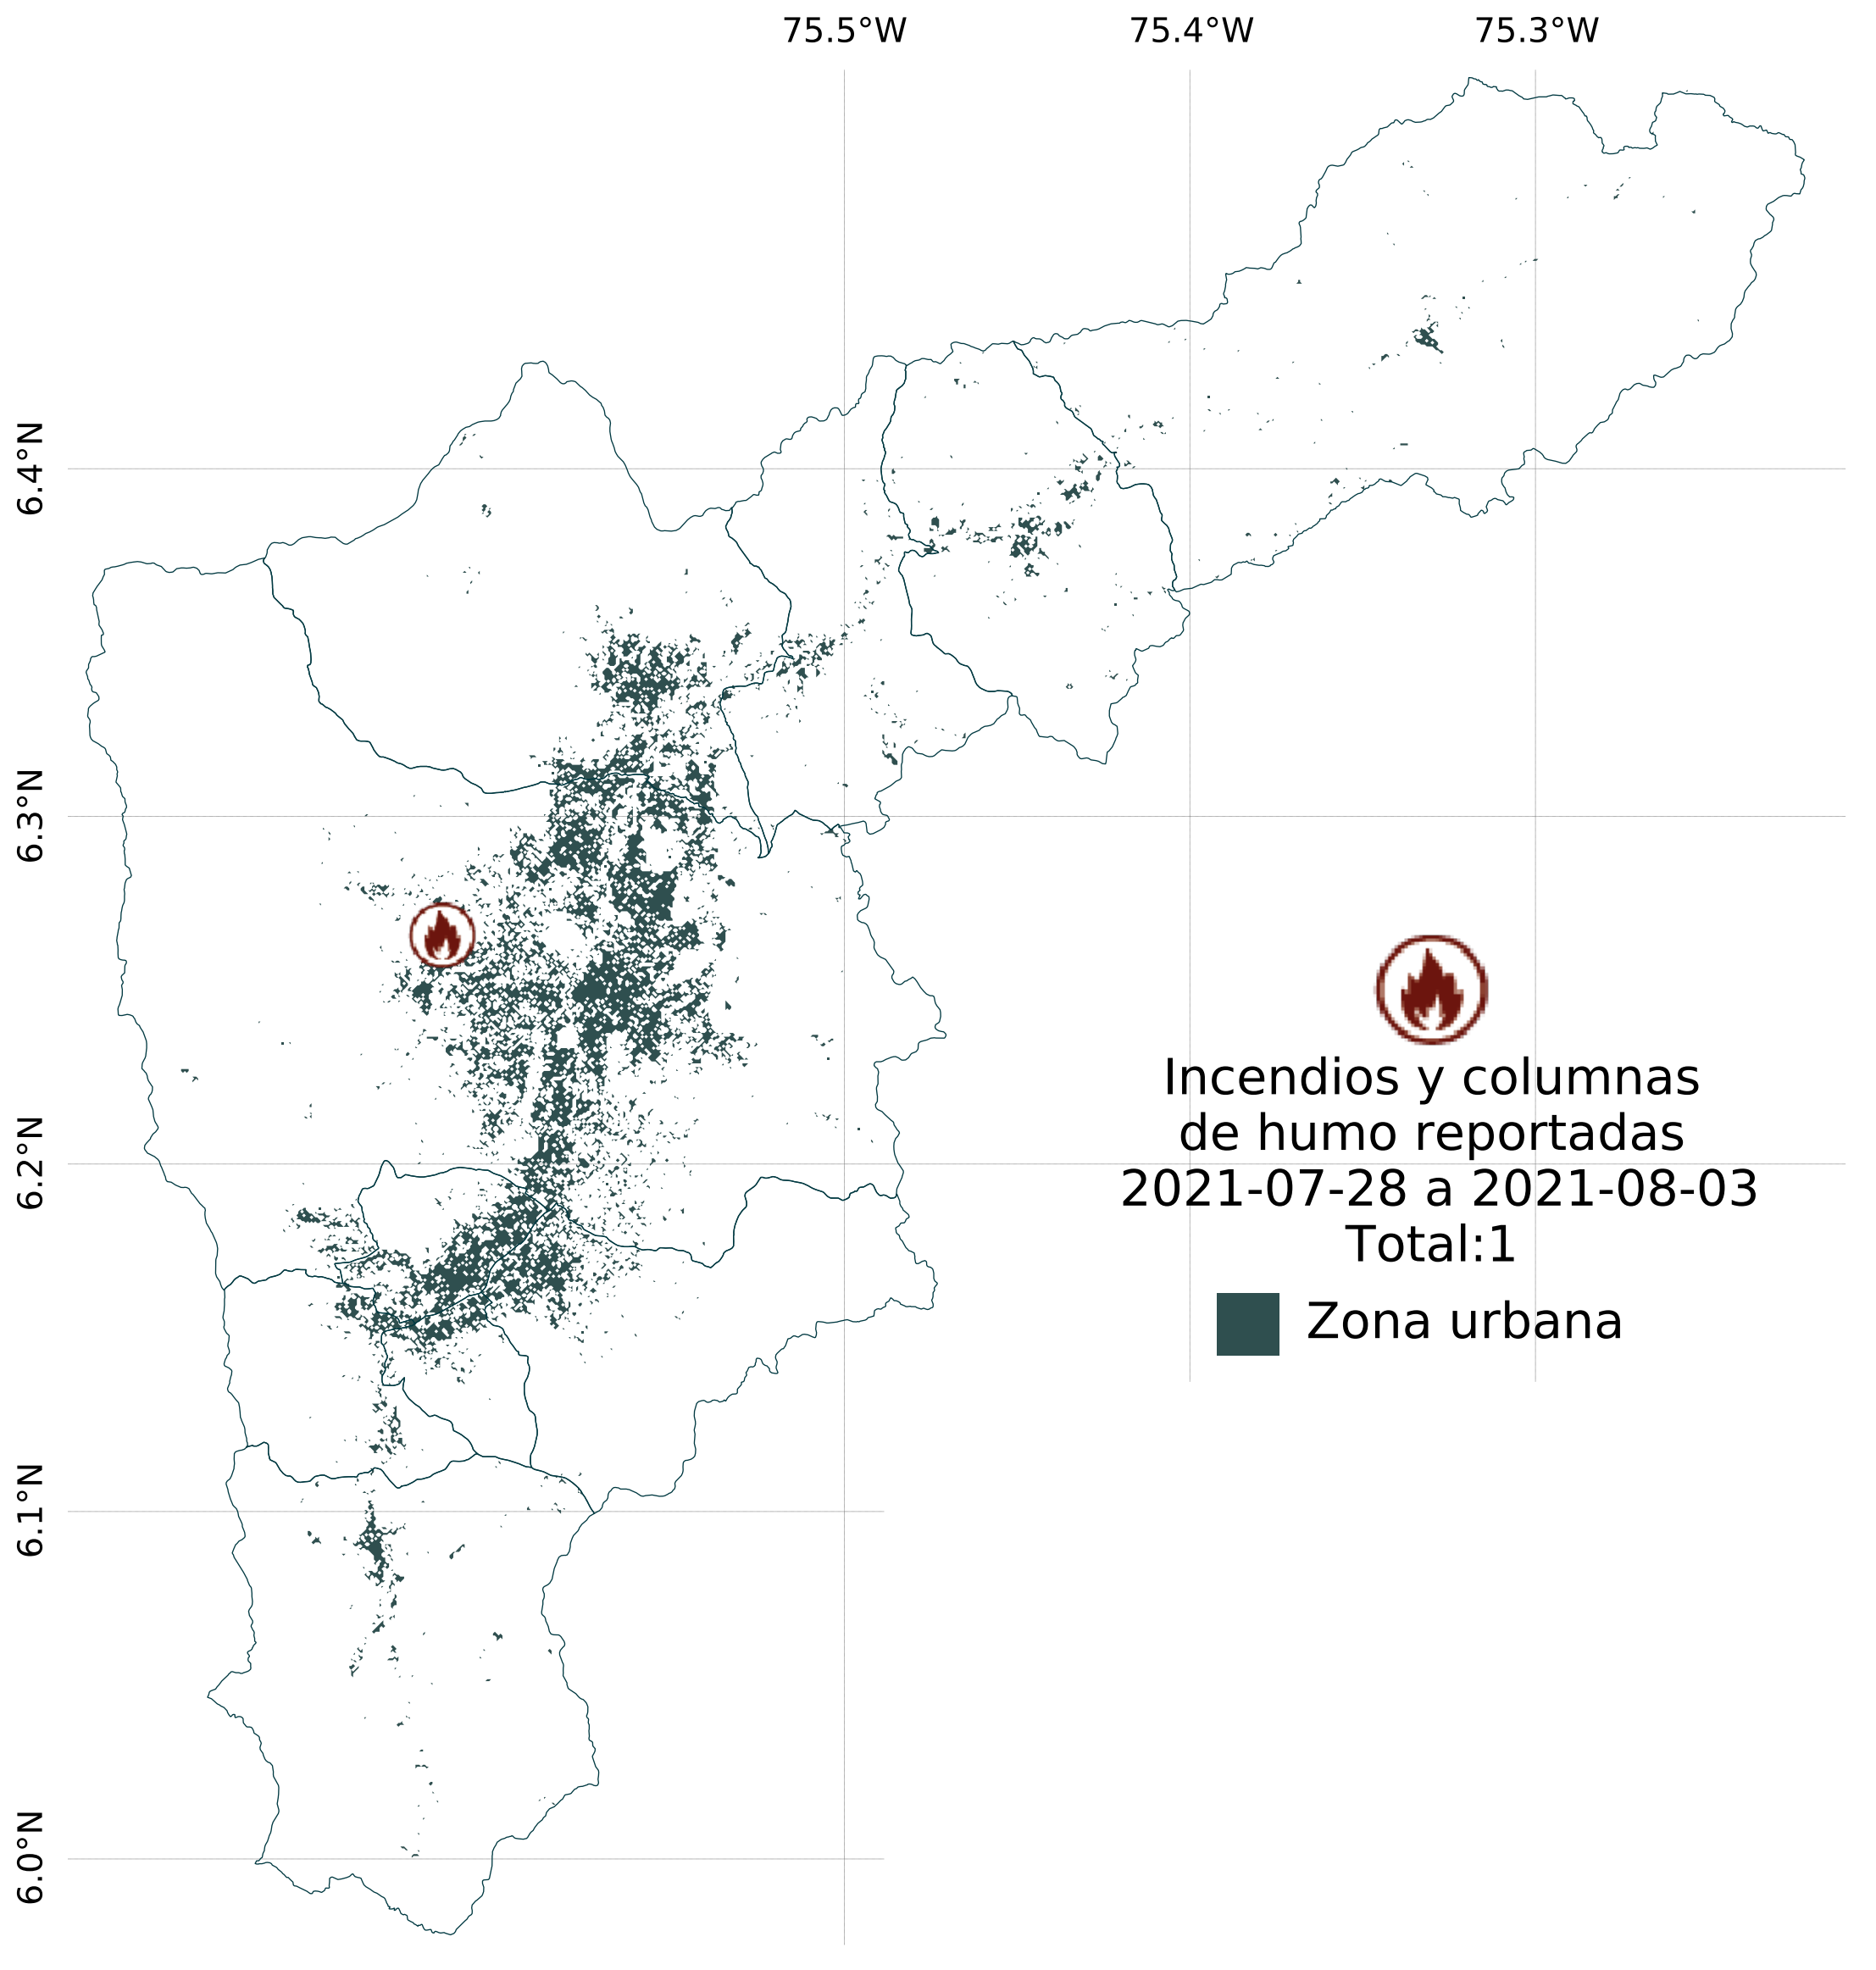 75.5°W 75.4°W 75.3°W
6.4°N
6.3°N
6.2°N
6.1°N
6.0°N
Incendios y columnas
de humo reportadas
2021-07-28 a 2021-08-03
Total:1
Zona urbana